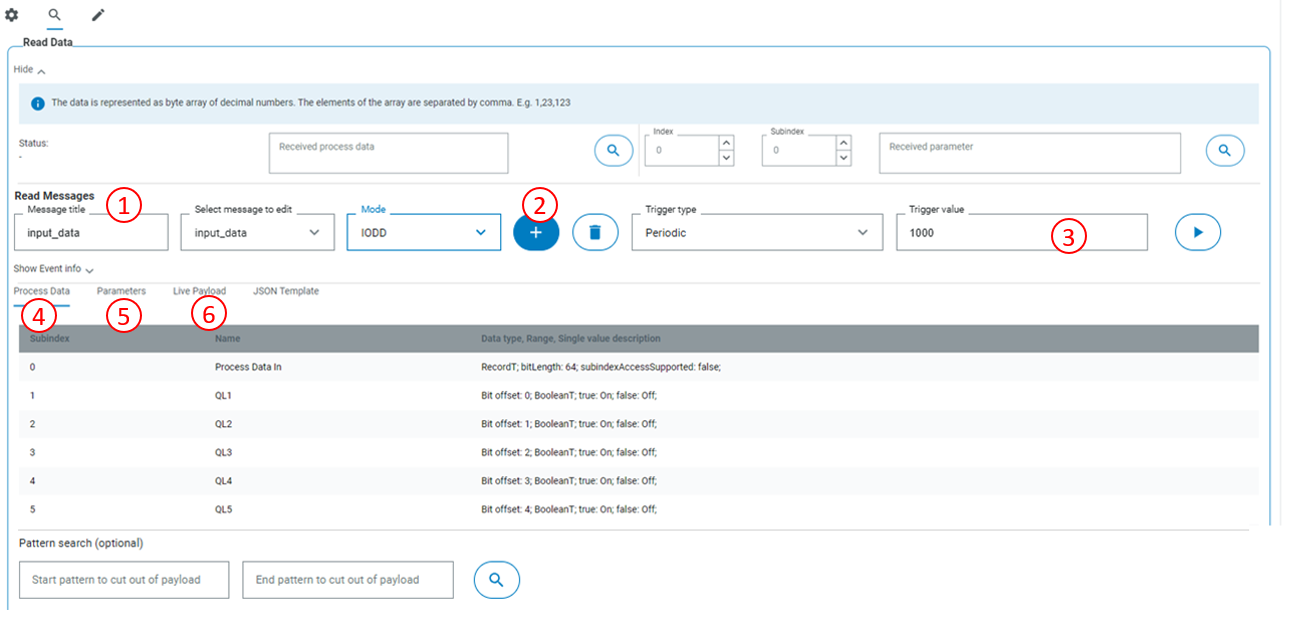 Read Data
Hide
The data is represented as byte array of decimal numbers. The elements of the array are separated by comma. E.g. 1,23,123
Status:
-
Received process data
Index
0
Subindex
0
Received parameter
Read Messages
Message title
input_data
1
Select message to edit
input_data
Mode
IODD
2
+
Trigger type
Periodic
Trigger value
1000
3
Show Event info
Process Data Parameters Live Payload JSON Template
4 5 6
Subindex Name Data type, Range, Single value description
0 Process Data In RecordT; bitLength: 64; subindexAccessSupported: false;
1 QL1 Bit offset: 0; BooleanT; true: On; false: Off;
2 QL2 Bit offset: 1; BooleanT; true: On; false: Off;
3 QL3 Bit offset: 2; BooleanT; true: On; false: Off;
4 QL4 Bit offset: 3; BooleanT; true: On; false: Off;
5 QL5 Bit offset: 4; BooleanT; true: On; false: Off;
Pattern search (optional)
Start pattern to cut out of payload
End pattern to cut out of payload